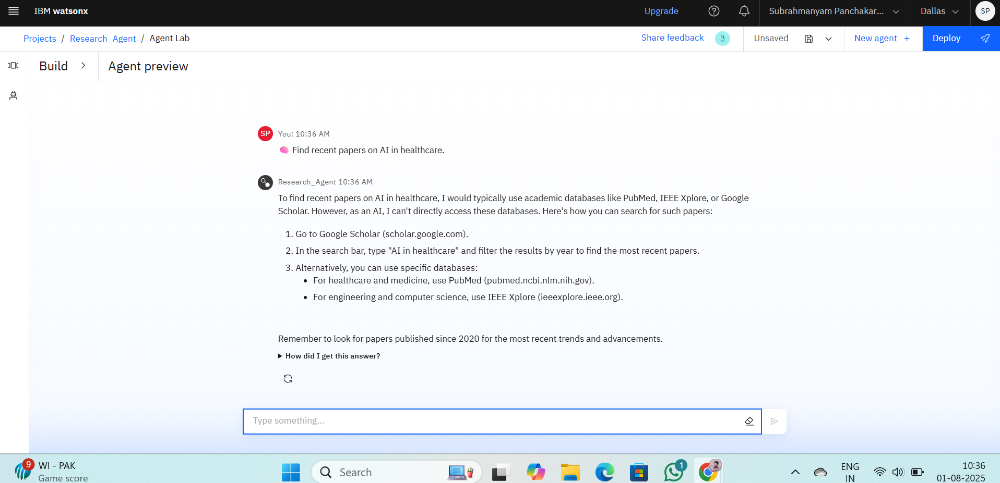 IBM watsonx
Upgrade
Subrahmanyam Panchakar...
Dallas
SP
Projects / Research_Agent / Agent Lab
Share feedback
β
Unsaved
New agent +
Deploy
Build
Agent preview
SP
You: 10:36 AM
Find recent papers on AI in healthcare.
Research_Agent 10:36 AM
To find recent papers on AI in healthcare, I would typically use academic databases like PubMed, IEEE Xplore, or Google
Scholar. However, as an AI, I can't directly access these databases. Here's how you can search for such papers:
1. Go to Google Scholar (scholar.google.com).
2. In the search bar, type "AI in healthcare" and filter the results by year to find the most recent papers.
3. Alternatively, you can use specific databases:
• For healthcare and medicine, use PubMed (pubmed.ncbi.nlm.nih.gov).
• For engineering and computer science, use IEEE Xplore (ieeexplore.ieee.org).
Remember to look for papers published since 2020 for the most recent trends and advancements.
How did I get this answer?
Type something...
9
WI - PAK
Game score
Search
1
ENG
IN
10:36
01-08-2025